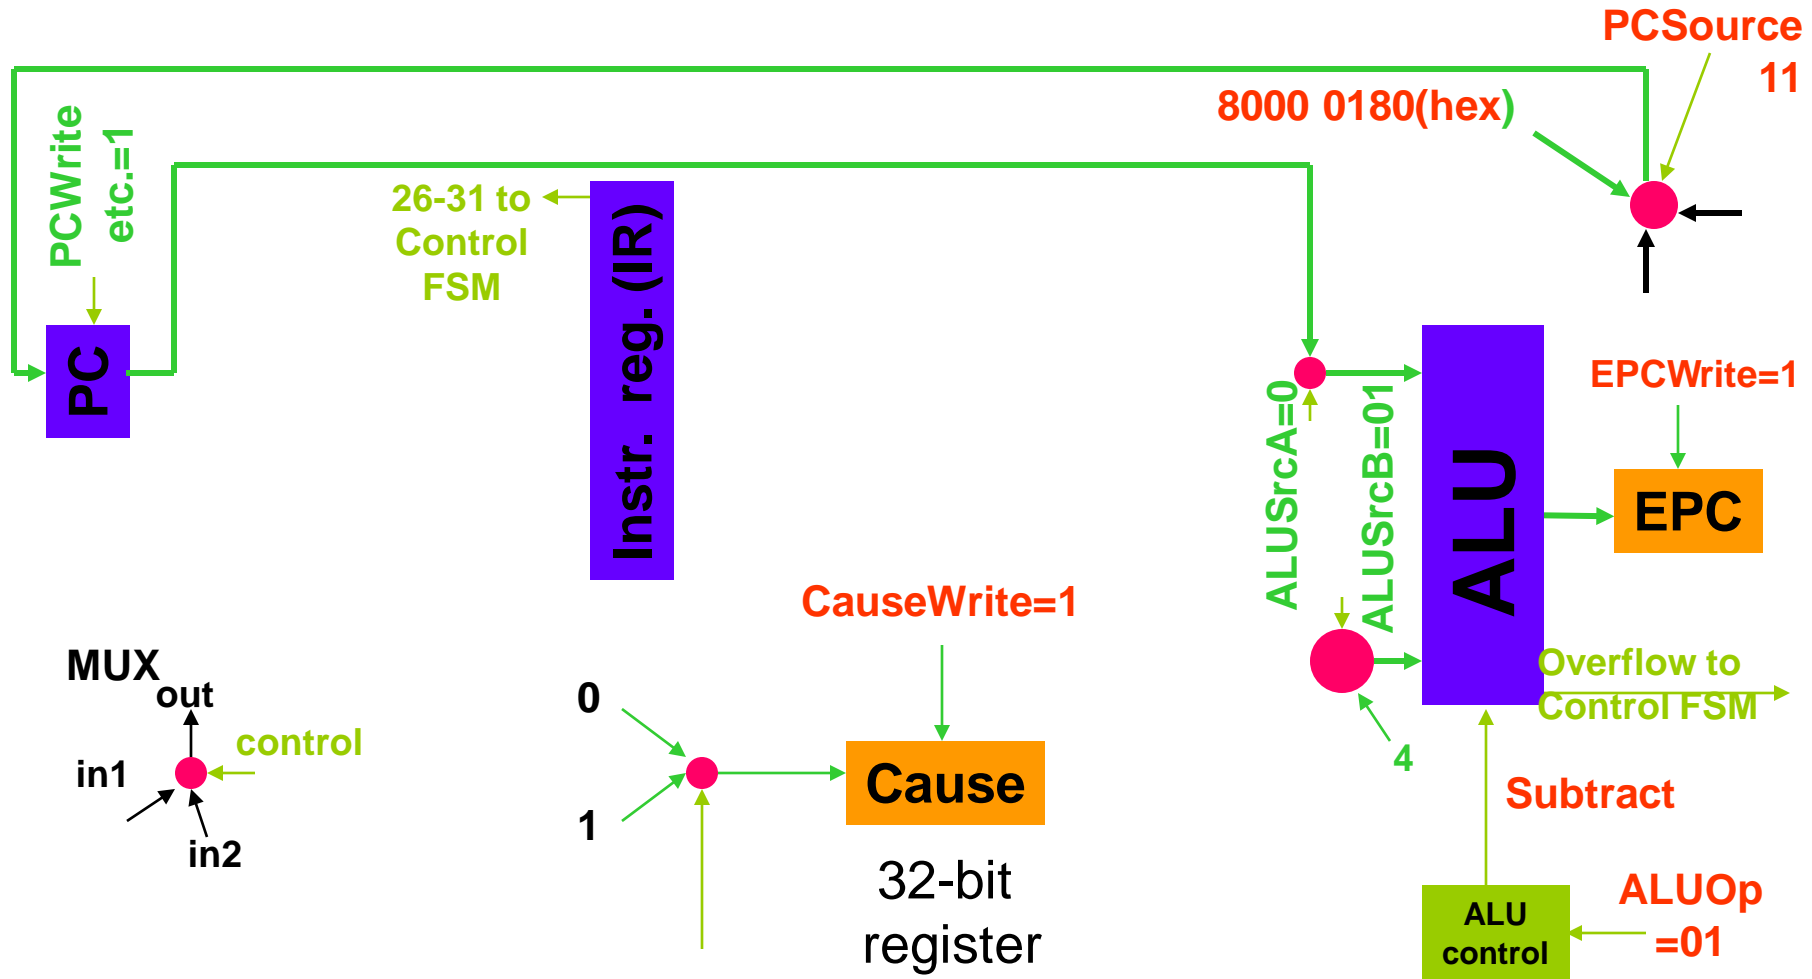 PCSource
11
8000 0180(hex)
PCWrite
etc.=1
26-31 to
Control
FSM
Instr. reg. (IR)
PC
ALUSrcA=0
ALUSrcB=01
ALU
EPCWrite=1
EPC
CauseWrite=1
Overflow to
Control FSM
MUX
out
control
in1
in2
0
1
Cause
32-bit
register
4
Subtract
ALU
control
ALUOp
=01